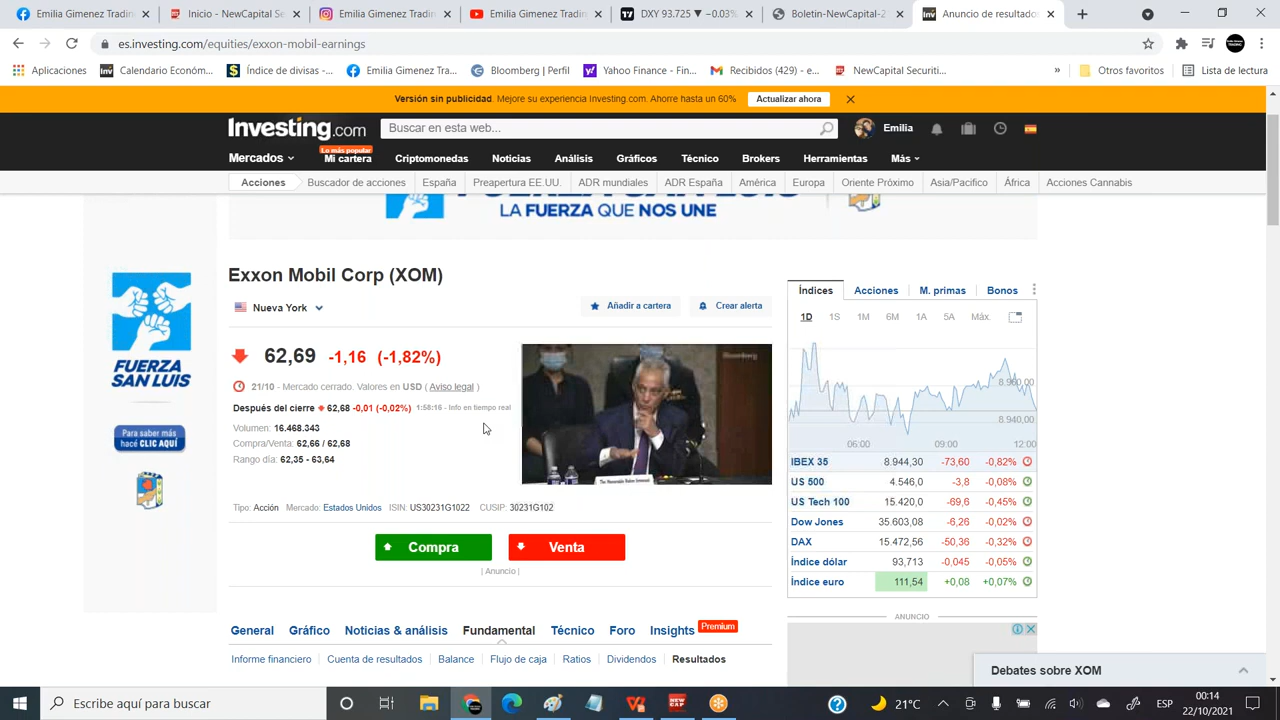 Emilia Gimenez Trading
Inicio - NewCapital Sec
Emilia Gimenez Trading
Emilia Gimenez Trading
DXY 93.725 ▼ −0.03%
Boletin-NewCapital-2
Anuncio de resultado
es.investing.com/equities/exxon-mobil-earnings
Aplicaciones
Calendario Económ...
Índice de divisas -...
Emilia Gimenez Tra...
Bloomberg | Perfil
Yahoo Finance - Fin...
Recibidos (429) - e...
NewCapital Securiti...
»
Otros favoritos
Lista de lectura
Versión sin publicidad. Mejore su experiencia Investing.com. Ahorre hasta un 60%
Actualizar ahora
Investing.com
Buscar en esta web...
Emilia
Lo más popular
Mercados
Mi cartera
Criptomonedas
Noticias
Análisis
Gráficos
Técnico
Brokers
Herramientas
Más
Acciones
Buscador de acciones
España
Preapertura EE.UU.
ADR mundiales
ADR España
América
Europa
Oriente Próximo
Asia/Pacífico
África
Acciones Cannabis
LA FUERZA QUE NOS UNE
FUERZA
SAN LUIS
Para saber más
hacé CLIC AQUÍ
Exxon Mobil Corp (XOM)
Nueva York
Añadir a cartera
Crear alerta
62,69 -1,16 (-1,82%)
21/10 - Mercado cerrado. Valores en USD ( Aviso legal )
Después del cierre 62,68 -0,01 (-0,02%) 1:58:16 - Info en tiempo real
Volumen: 16.468.343
Compra/Venta: 62,66 / 62,68
Rango día: 62,35 - 63,64
Bloomberg
Tipo: Acción Mercado: Estados Unidos ISIN: US30231G1022 CUSIP: 30231G102
Compra
Venta
| Anuncio |
General
Gráfico
Noticias & análisis
Fundamental
Técnico
Foro
Insights
Premium
Informe financiero
Cuenta de resultados
Balance
Flujo de caja
Ratios
Dividendos
Resultados
Índices
Acciones
M. primas
Bonos
1D 1S 1M 6M 1A 5A Máx.
8.960,00
8.940,00
06:00 09:00 12:00
IBEX 35 8.944,30 -73,60 -0,82%
US 500 4.546,0 -3,8 -0,08%
US Tech 100 15.420,0 -69,6 -0,45%
Dow Jones 35.603,08 -6,26 -0,02%
DAX 15.472,56 -50,36 -0,32%
Índice dólar 93,713 -0,045 -0,05%
Índice euro 111,54 +0,08 +0,07%
ANUNCIO
Debates sobre XOM
Escribe aquí para buscar
21°C
ESP
00:14
22/10/2021